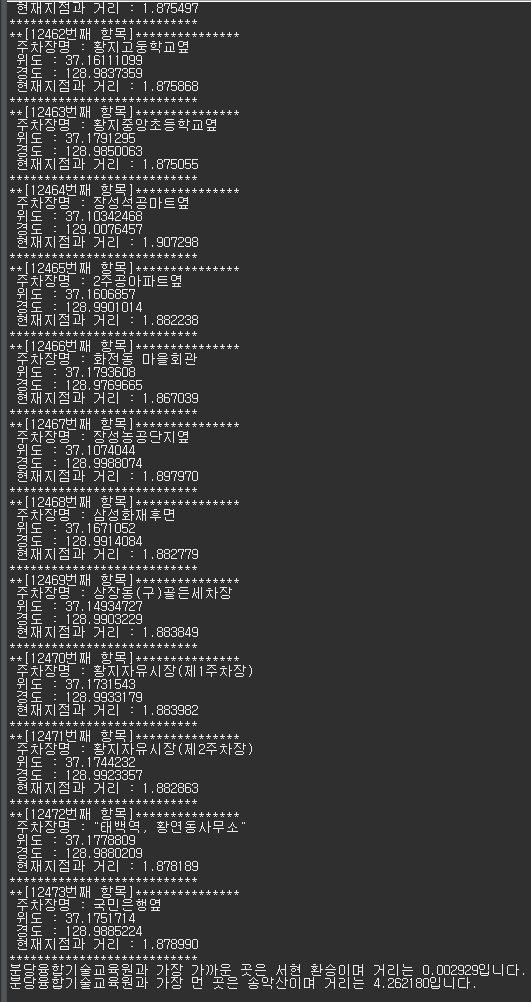 현재지점과 거리 : 1.875497
***************************
**[12462번째 항목]***************
주차장명 : 황지고등학교옆
위도 : 37.16111099
경도 : 128.9837359
현재지점과 거리 : 1.875868
***************************
**[12463번째 항목]***************
주차장명 : 황지중앙초등학교옆
위도 : 37.1791295
경도 : 128.9850063
현재지점과 거리 : 1.875055
***************************
**[12464번째 항목]***************
주차장명 : 장성석공마트옆
위도 : 37.10342468
경도 : 129.0076457
현재지점과 거리 : 1.907298
***************************
**[12465번째 항목]***************
주차장명 : 2주공아파트옆
위도 : 37.1606857
경도 : 128.9901014
현재지점과 거리 : 1.882238
***************************
**[12466번째 항목]***************
주차장명 : 화전동 마을회관
위도 : 37.1793608
경도 : 128.9769665
현재지점과 거리 : 1.867039
***************************
**[12467번째 항목]***************
주차장명 : 장성농공단지옆
위도 : 37.1074044
경도 : 128.9988074
현재지점과 거리 : 1.897970
***************************
**[12468번째 항목]***************
주차장명 : 삼성화재후면
위도 : 37.1671052
경도 : 128.9914084
현재지점과 거리 : 1.882779
***************************
**[12469번째 항목]***************
주차장명 : 상장동(구)골든세차장
위도 : 37.14934727
경도 : 128.9903229
현재지점과 거리 : 1.883849
***************************
**[12470번째 항목]***************
주차장명 : 황지자유시장(제1주차장)
위도 : 37.1731543
경도 : 128.9933179
현재지점과 거리 : 1.883982
***************************
**[12471번째 항목]***************
주차장명 : 황지자유시장(제2주차장)
위도 : 37.1744232
경도 : 128.9923357
현재지점과 거리 : 1.882863
***************************
**[12472번째 항목]***************
주차장명 : "태백역, 황연동사무소"
위도 : 37.1778809
경도 : 128.9880209
현재지점과 거리 : 1.878189
***************************
**[12473번째 항목]***************
주차장명 : 국민은행옆
위도 : 37.1751714
경도 : 128.9885224
현재지점과 거리 : 1.878990
***************************
분당융합기술교육원과 가장 가까운 곳은 서현 환승이며 거리는 0.002929입니다.
분당융합기술교육원과 가장 먼 곳은 송악산이며 거리는 4.262180입니다.